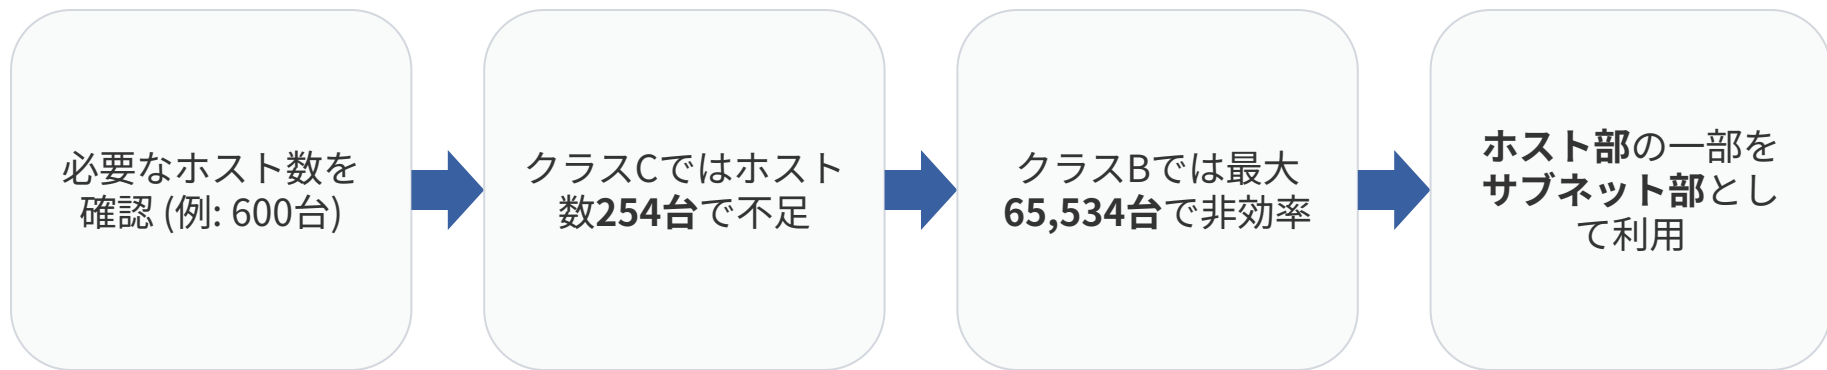 必要なホスト数を
確認 (例: 600台)
クラスCではホスト
数254台で不足
クラスBでは最大
65,534台で非効率
ホスト部の一部を
サブネット部とし
て利用